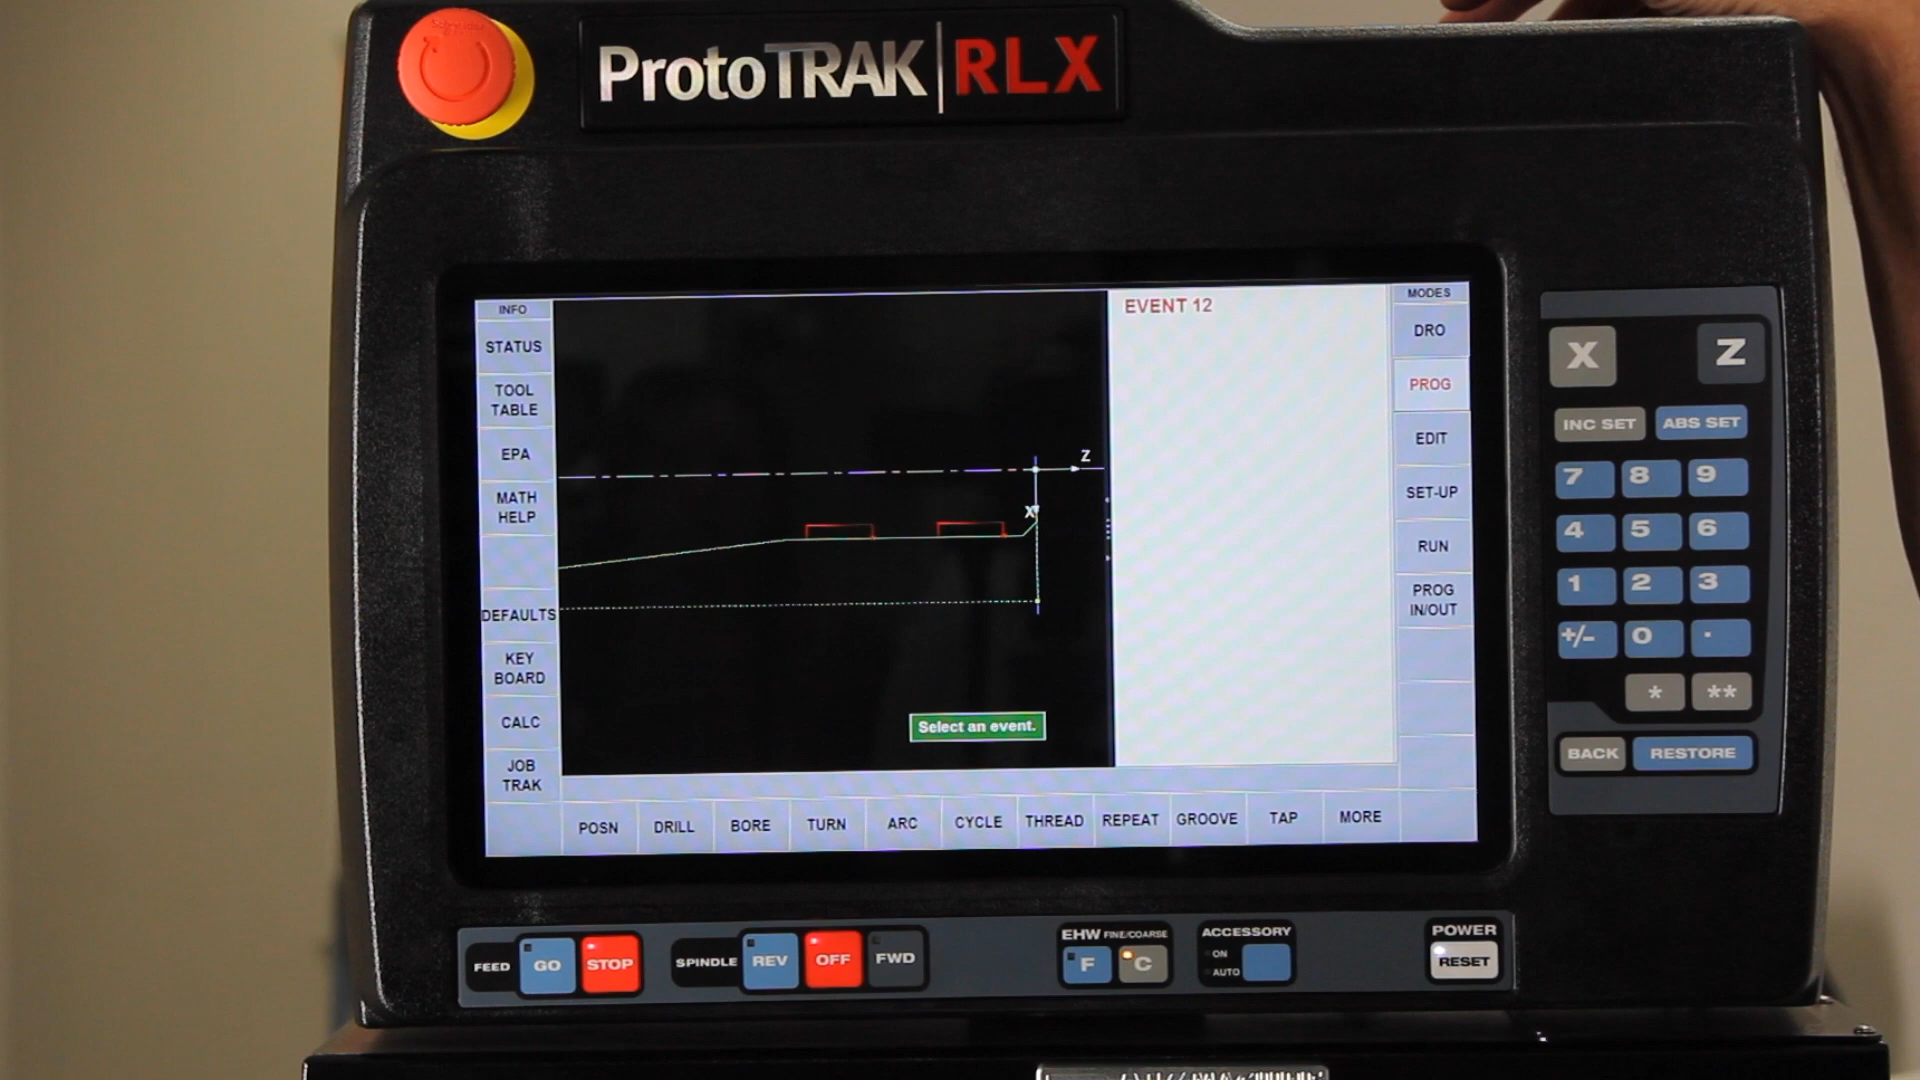 ProtoTRAK RLX
INFO
STATUS
TOOL
TABLE
EPA
MATH
HELP
DEFAULTS
KEY
BOARD
CALC
JOB
TRAK
Z
X
Select an event.
EVENT 12
MODES
DRO
PROG
EDIT
SET-UP
RUN
PROG
IN/OUT
POSN DRILL BORE TURN ARC CYCLE THREAD REPEAT GROOVE TAP MORE
X Z
INC SET ABS SET
7 8 9
4 5 6
1 2 3
+/- 0 .
* **
BACK RESTORE
FEED GO STOP
SPINDLE REV OFF FWD
EHW FINE/COARSE
F C
ACCESSORY
ON
AUTO
POWER
RESET